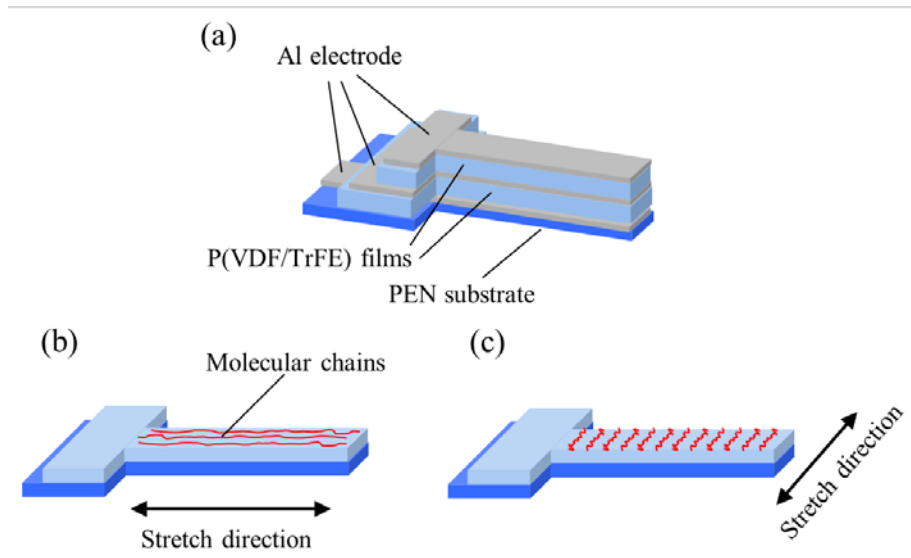 (a)
Al electrode
P(VDF/TrFE) films
PEN substrate
(b)
Molecular chains
Stretch direction
(c)
Stretch direction